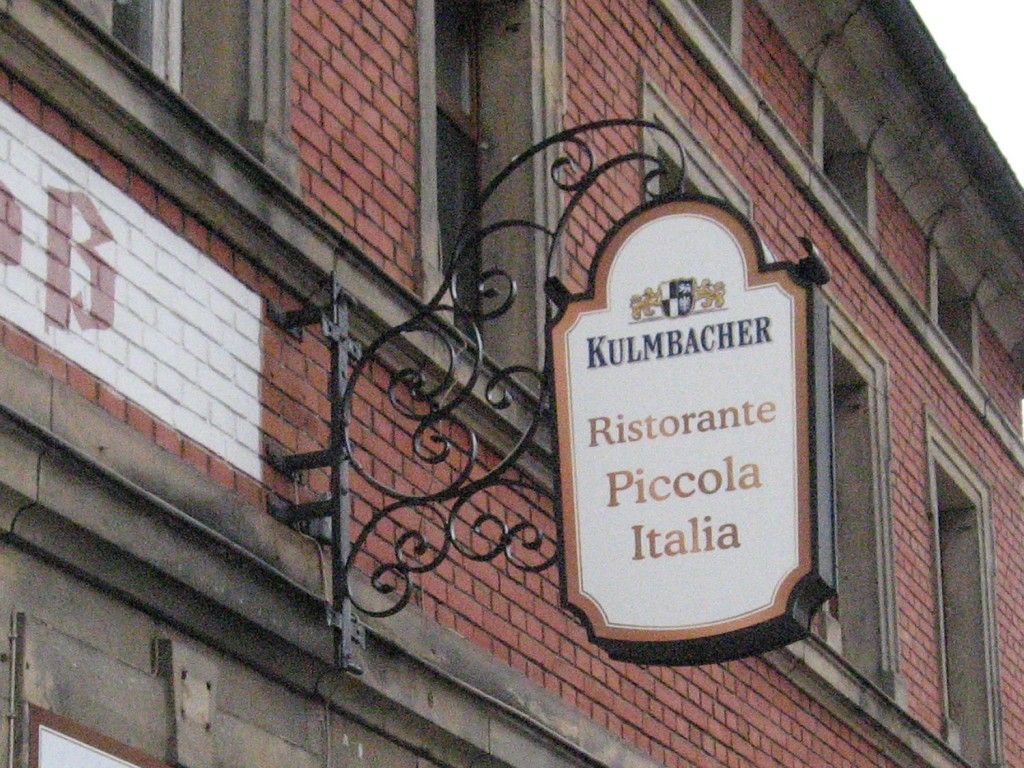 KULMBACHER
Ristorante
Piccola
Italia
B